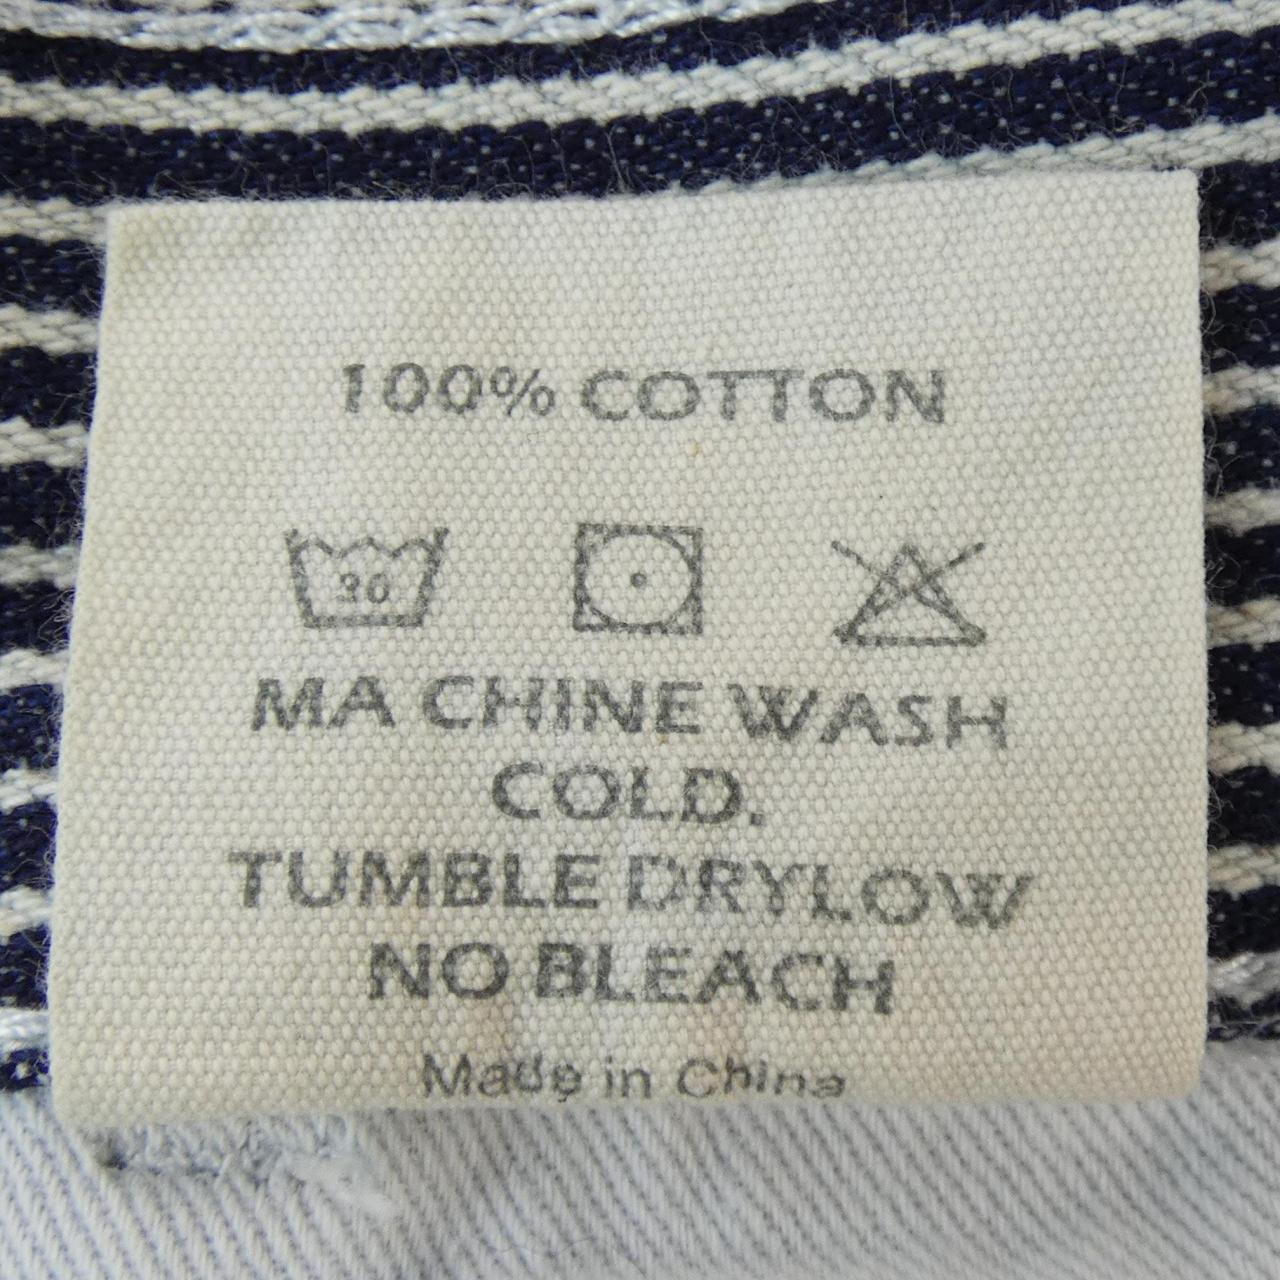 100% COTTON
30
MA CHINE WASH
COLD.
TUMBLE DRYLOW
NO BLEACH
Made in China